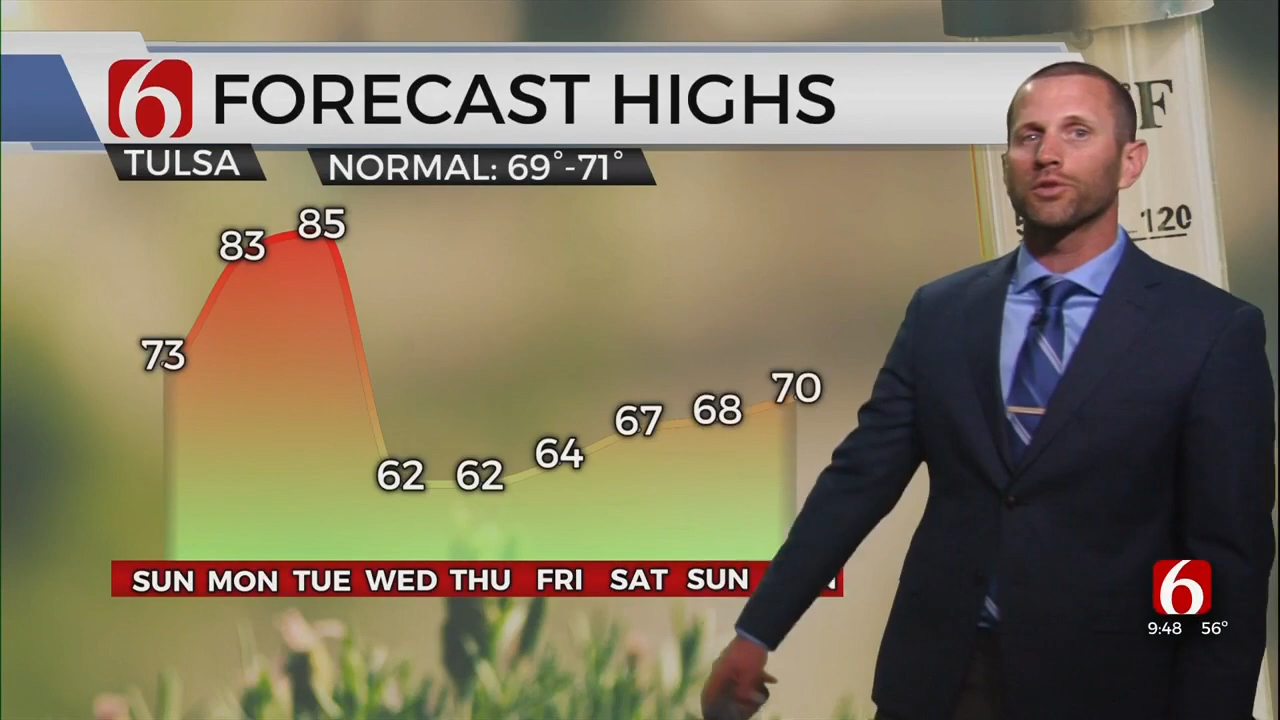 6 FORECAST HIGHS
TULSA NORMAL: 69°-71°
F
120
73 83 85 62 62 64 67 68 70
SUN MON TUE WED THU FRI SAT SUN
6
9:48 56°